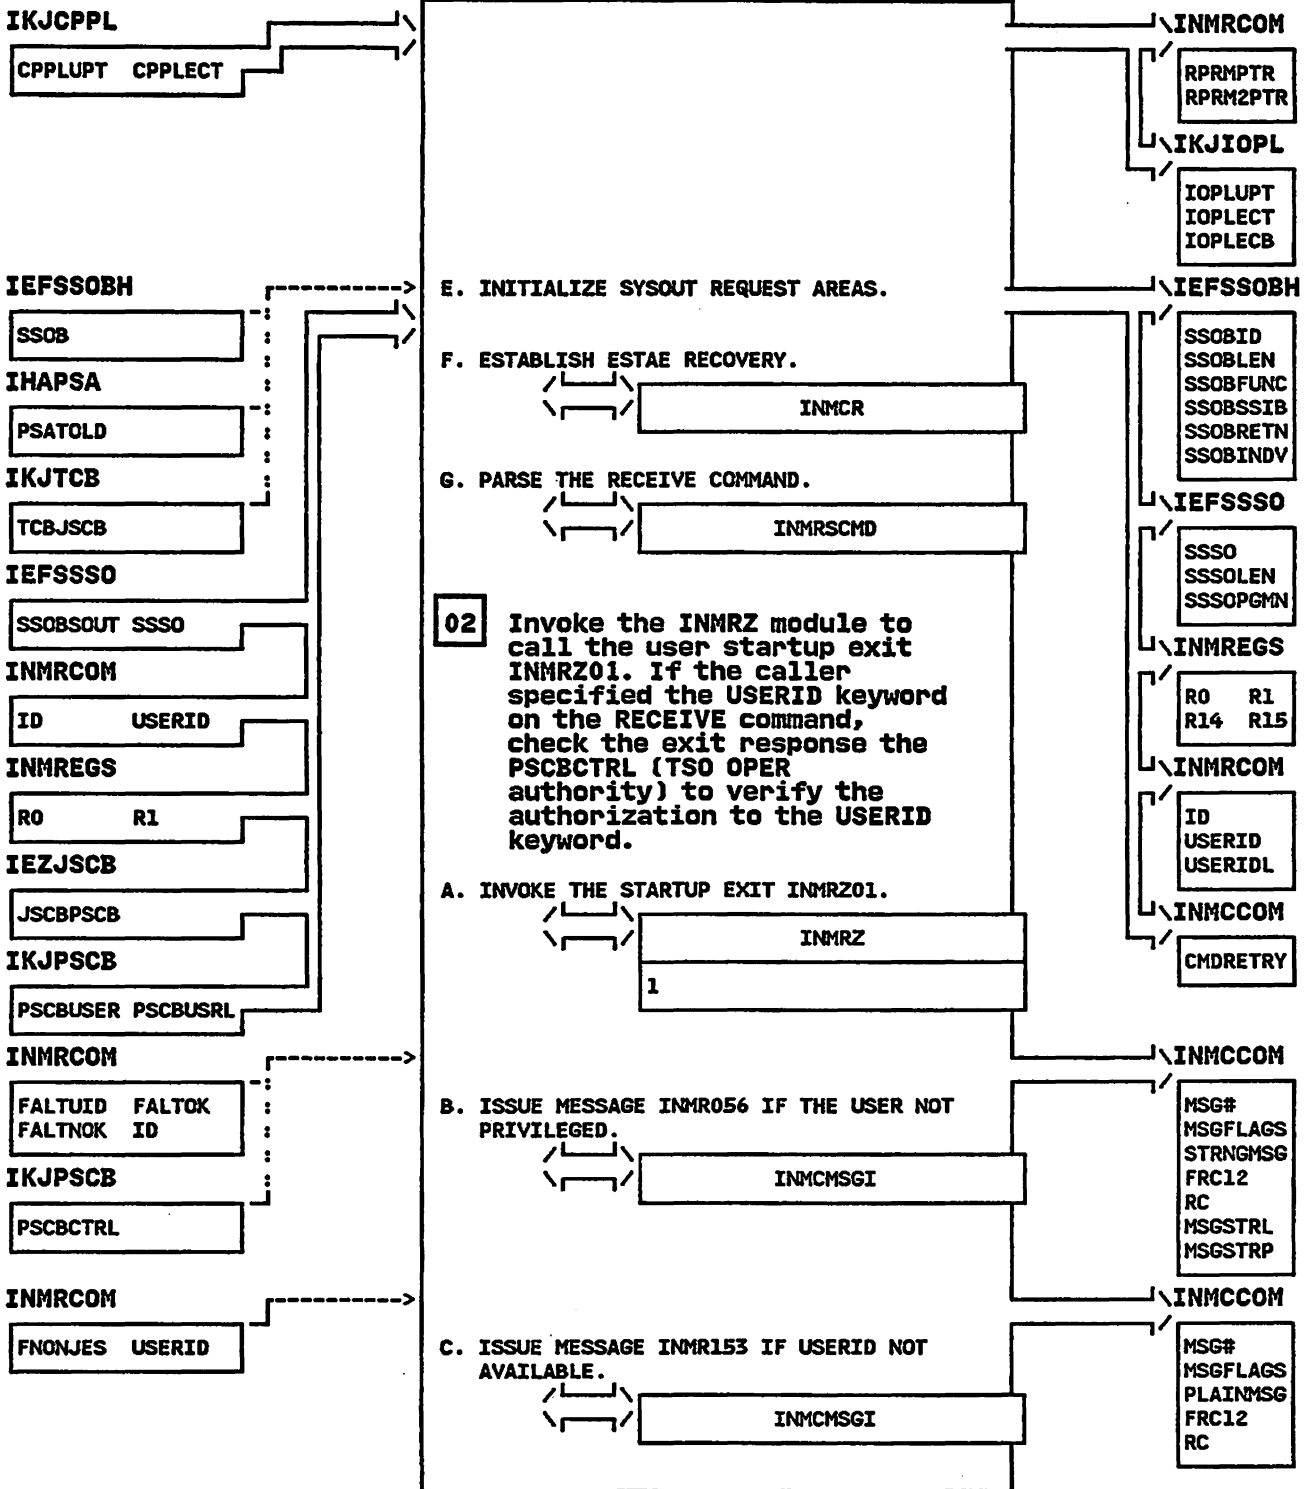 IKJCPPL
CPPLUPT CPPLECT
IEFSSOBH
SSOB
IHAPSA
PSATOLD
IKJTCB
TCBJSCB
IEFSSSO
SSOBSOUT SSSO
INMRCOM
ID USERID
INMREGS
R0 R1
IEZJSCB
JSCBPSCB
IKJPSCB
PSCBUSER PSCBUSRL
INMRCOM
FALTUID FALTOK
FALTNOK ID
IKJPSCB
PSCBCTRL
INMRCOM
FNONJES USERID
E. INITIALIZE SYSOUT REQUEST AREAS.
F. ESTABLISH ESTAE RECOVERY.
INMCR
G. PARSE THE RECEIVE COMMAND.
INMRSCMD
02 Invoke the INMRZ module to
call the user startup exit
INMRZ01. If the caller
specified the USERID keyword
on the RECEIVE command,
check the exit response the
PSCBCTRL (TSO OPER
authority) to verify the
authorization to the USERID
keyword.
A. INVOKE THE STARTUP EXIT INMRZ01.
INMRZ
1
B. ISSUE MESSAGE INMR056 IF THE USER NOT
PRIVILEGED.
INMCMSGI
C. ISSUE MESSAGE INMR153 IF USERID NOT
AVAILABLE.
INMCMSGI
INMRCOM
RPRMPTR
RPRM2PTR
IKJIOPL
IOPLUPT
IOPLECT
IOPLECB
IEFSSOBH
SSOBID
SSOBLEN
SSOBFUNC
SSOBSSIB
SSOBRETN
SSOBINDV
IEFSSSO
SSSO
SSSOLEN
SSSOPGMN
INMREGS
R0 R1
R14 R15
INMRCOM
ID
USERID
USERIDL
INMCCOM
CMDRETRY
INMCCOM
MSG#
MSGFLAGS
STRNGMSG
FRC12
RC
MSGSTRL
MSGSTRP
INMCCOM
MSG#
MSGFLAGS
PLAINMSG
FRC12
RC